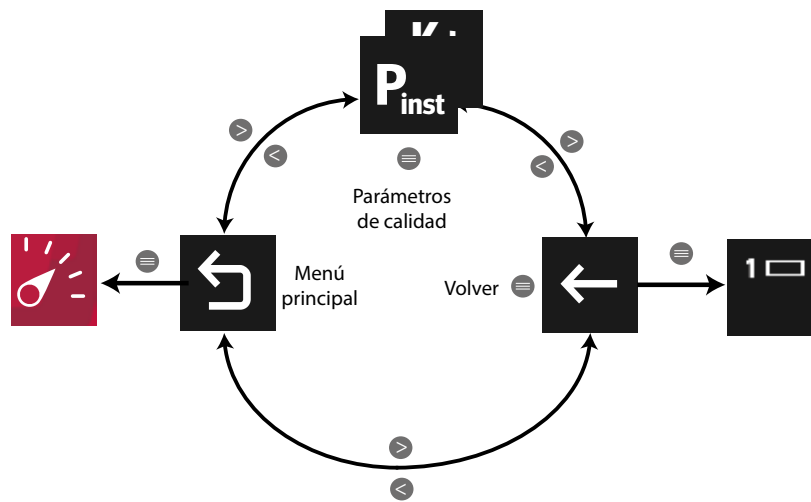 P
inst
Parámetros
de calidad
Menú
principal
Volver
1
>
<
>
<
>
<